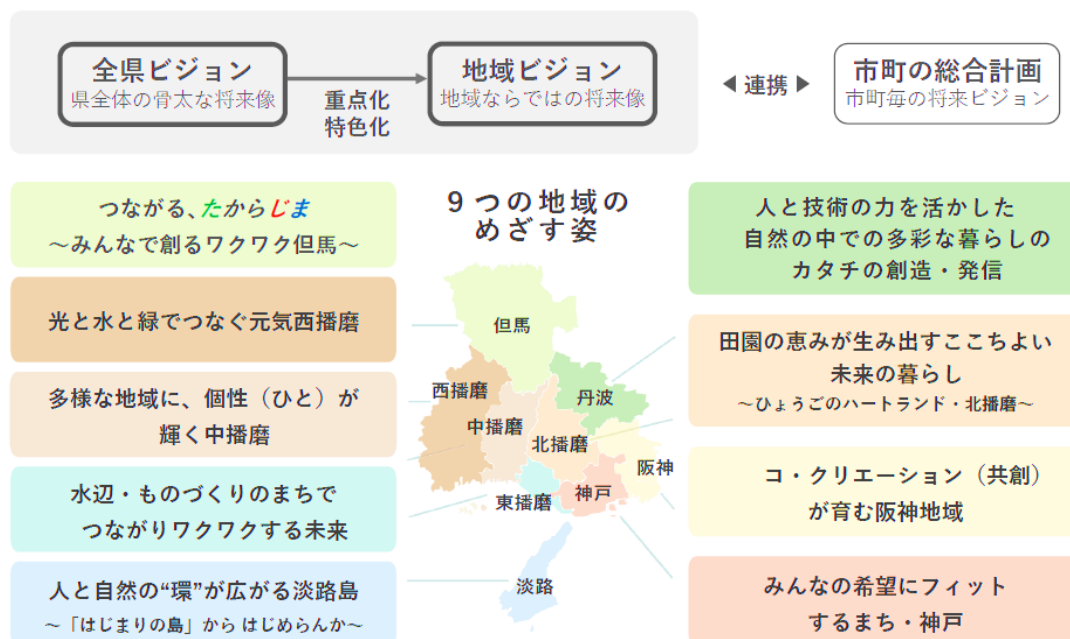 全県ビジョン
県全体の骨太な将来像
重点化
特色化
地域ビジョン
地域ならではの将来像
連携
市町の総合計画
市町毎の将来ビジョン
9つの地域の
めざす姿
つながる、たからじま
～みんなで創るワクワク但馬～
光と水と緑でつなぐ元気西播磨
多様な地域に、個性（ひと）が
輝く中播磨
水辺・ものづくりのまちで
つながりワクワクする未来
人と自然の“環”が広がる淡路島
～「はじまりの島」から はじめらんか～
但馬
西播磨
中播磨
丹波
北播磨
阪神
東播磨
神戸
淡路
人と技術の力を活かした
自然の中での多彩な暮らしの
カタチの創造・発信
田園の恵みが生み出すここちよい
未来の暮らし
～ひょうごのハートランド・北播磨～
コ・クリエーション（共創）
が育む阪神地域
みんなの希望にフィット
するまち・神戸